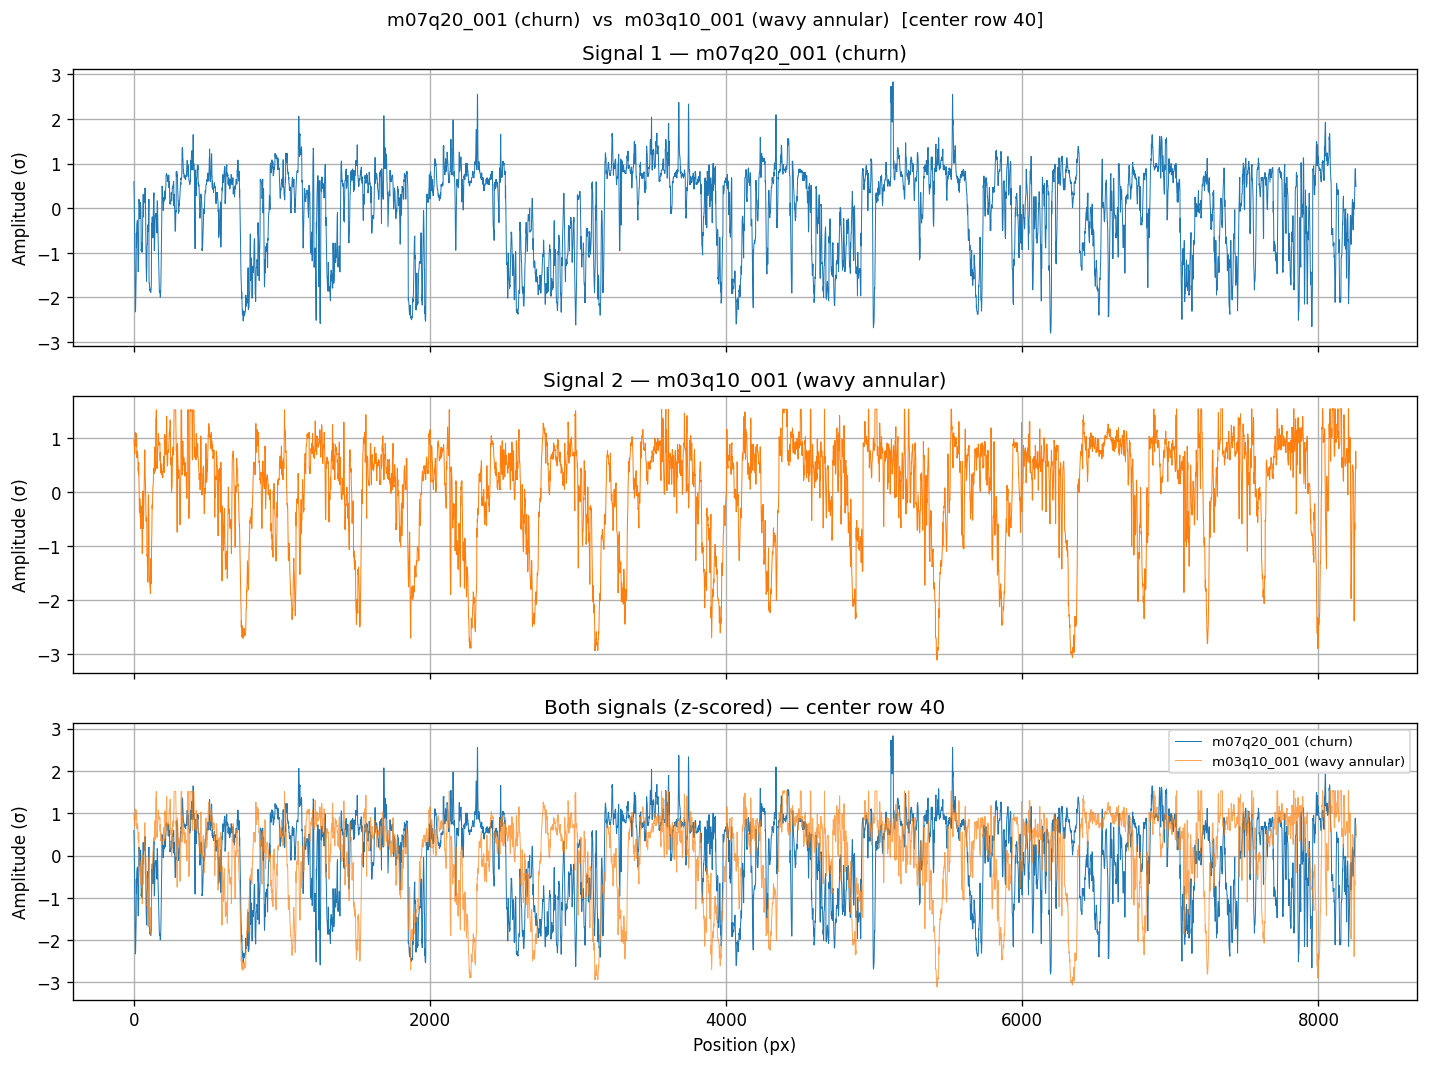 m07q20_001 (churn)  vs  m03q10_001 (wavy annular)  [center row 40]
Signal 1 — m07q20_001 (churn)
Amplitude (σ)
3
2
1
0
−1
−2
−3
Signal 2 — m03q10_001 (wavy annular)
Amplitude (σ)
1
0
−1
−2
−3
Both signals (z-scored) — center row 40
Amplitude (σ)
3
2
1
0
−1
−2
−3
m07q20_001 (churn)
m03q10_001 (wavy annular)
0 2000 4000 6000 8000
Position (px)